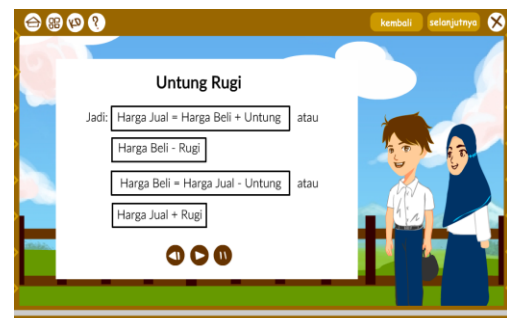 kembali selanjutnya
Untung Rugi
Jadi: Harga Jual = Harga Beli + Untung atau
Harga Beli - Rugi
Harga Beli = Harga Jual - Untung atau
Harga Jual + Rugi